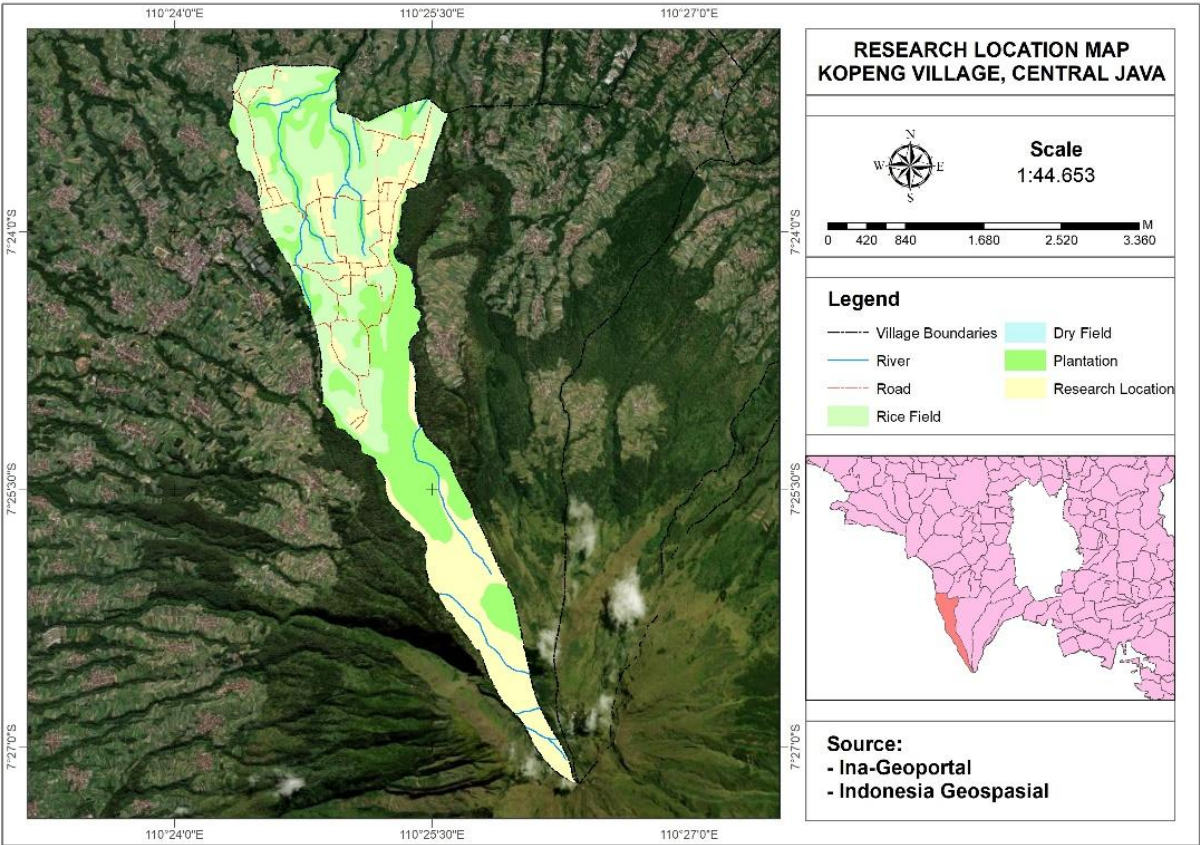 110°24'0"E 110°25'30"E 110°27'0"E
7°24'0"S 7°24'0"S
7°25'30"S 7°25'30"S
7°27'0"S 7°27'0"S
110°24'0"E 110°25'30"E 110°27'0"E
RESEARCH LOCATION MAP
KOPENG VILLAGE, CENTRAL JAVA
N
W E
S
Scale
1:44.653
M
0 420 840 1.680 2.520 3.360
Legend
Village Boundaries Dry Field
River Plantation
Road Research Location
Rice Field
Source:
- Ina-Geoportal
- Indonesia Geospasial